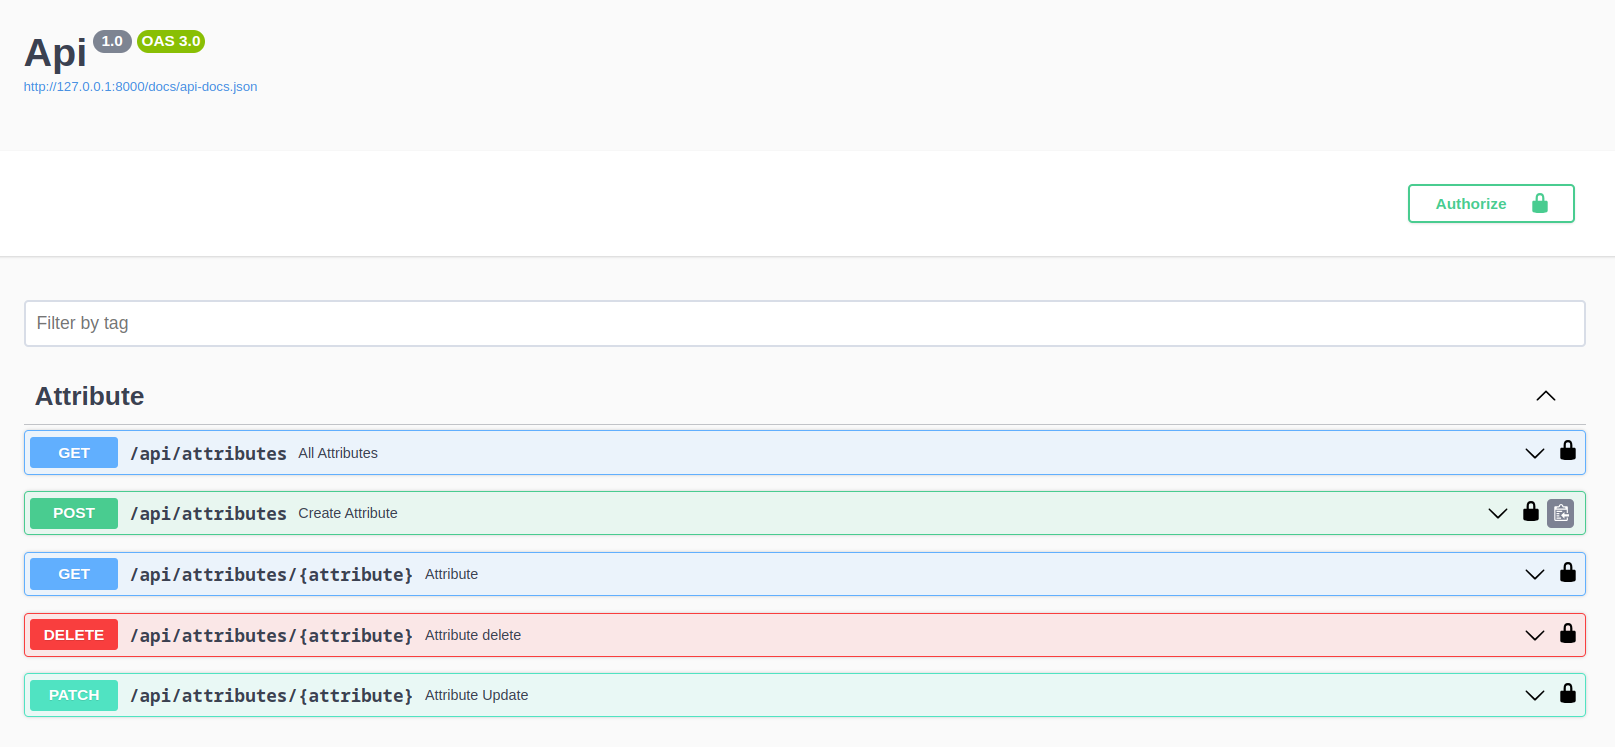 Api 1.0 OAS 3.0
http://127.0.0.1:8000/docs/api-docs.json
Authorize
Filter by tag
Attribute
GET /api/attributes All Attributes
POST /api/attributes Create Attribute
GET /api/attributes/{attribute} Attribute
DELETE /api/attributes/{attribute} Attribute delete
PATCH /api/attributes/{attribute} Attribute Update